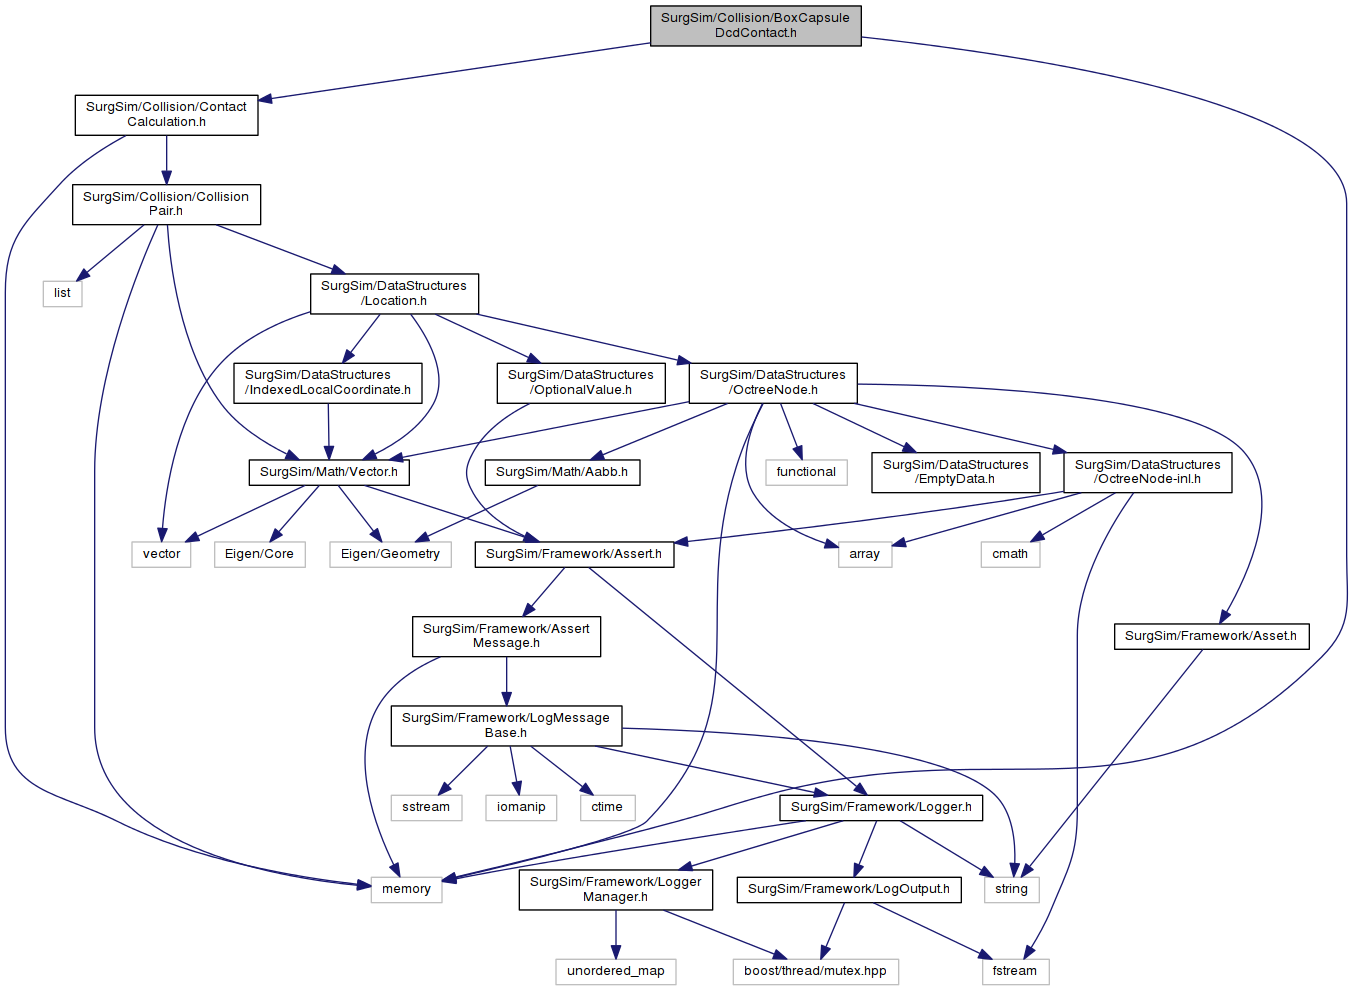 SurgSim/Collision/BoxCapsule
DcdContact.h
SurgSim/Collision/Contact
Calculation.h
SurgSim/Collision/Collision
Pair.h
list
SurgSim/DataStructures
/Location.h
SurgSim/DataStructures
/IndexedLocalCoordinate.h
SurgSim/DataStructures
/OptionalValue.h
SurgSim/DataStructures
/OctreeNode.h
SurgSim/Math/Vector.h
SurgSim/Math/Aabb.h
functional
SurgSim/DataStructures
/EmptyData.h
SurgSim/DataStructures
/OctreeNode-inl.h
vector
Eigen/Core
Eigen/Geometry
SurgSim/Framework/Assert.h
array
cmath
SurgSim/Framework/Assert
Message.h
SurgSim/Framework/Asset.h
SurgSim/Framework/LogMessage
Base.h
sstream
iomanip
ctime
SurgSim/Framework/Logger.h
memory
SurgSim/Framework/Logger
Manager.h
SurgSim/Framework/LogOutput.h
string
unordered_map
boost/thread/mutex.hpp
fstream